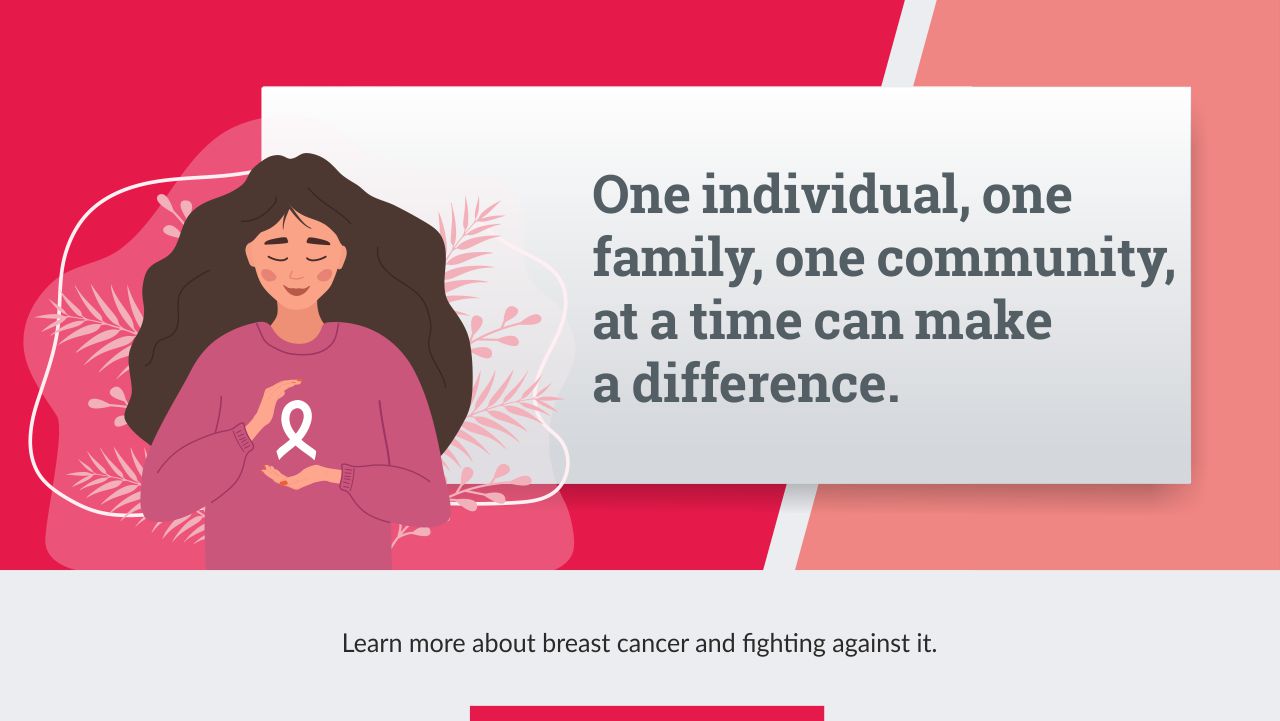 One individual, one
family, one community,
at a time can make
a difference.
Learn more about breast cancer and fighting against it.